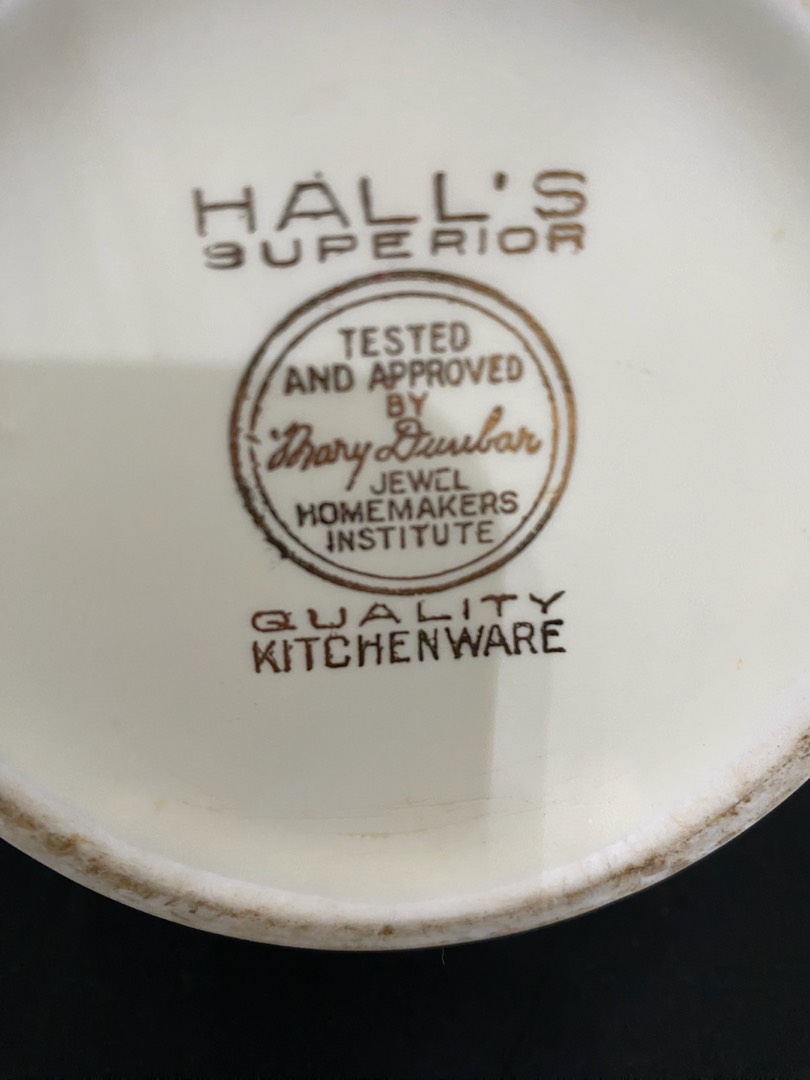 HALL'S
SUPERIOR
TESTED
AND APPROVED
BY
Mary Dunbar
JEWEL
HOMEMAKERS
INSTITUTE
QUALITY
KITCHENWARE